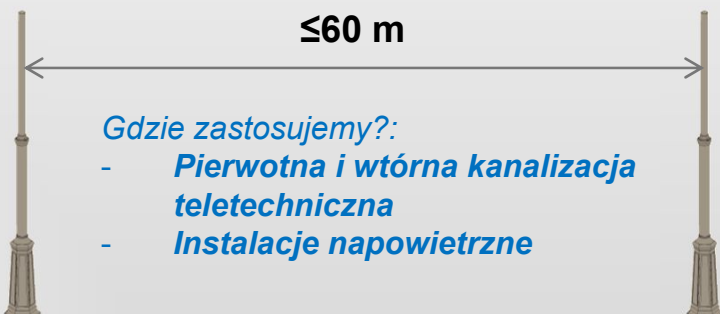 ≤60 m
Gdzie zastosujemy?:
- Pierwotna i wtórna kanalizacja
teletechniczna
- Instalacje napowietrzne